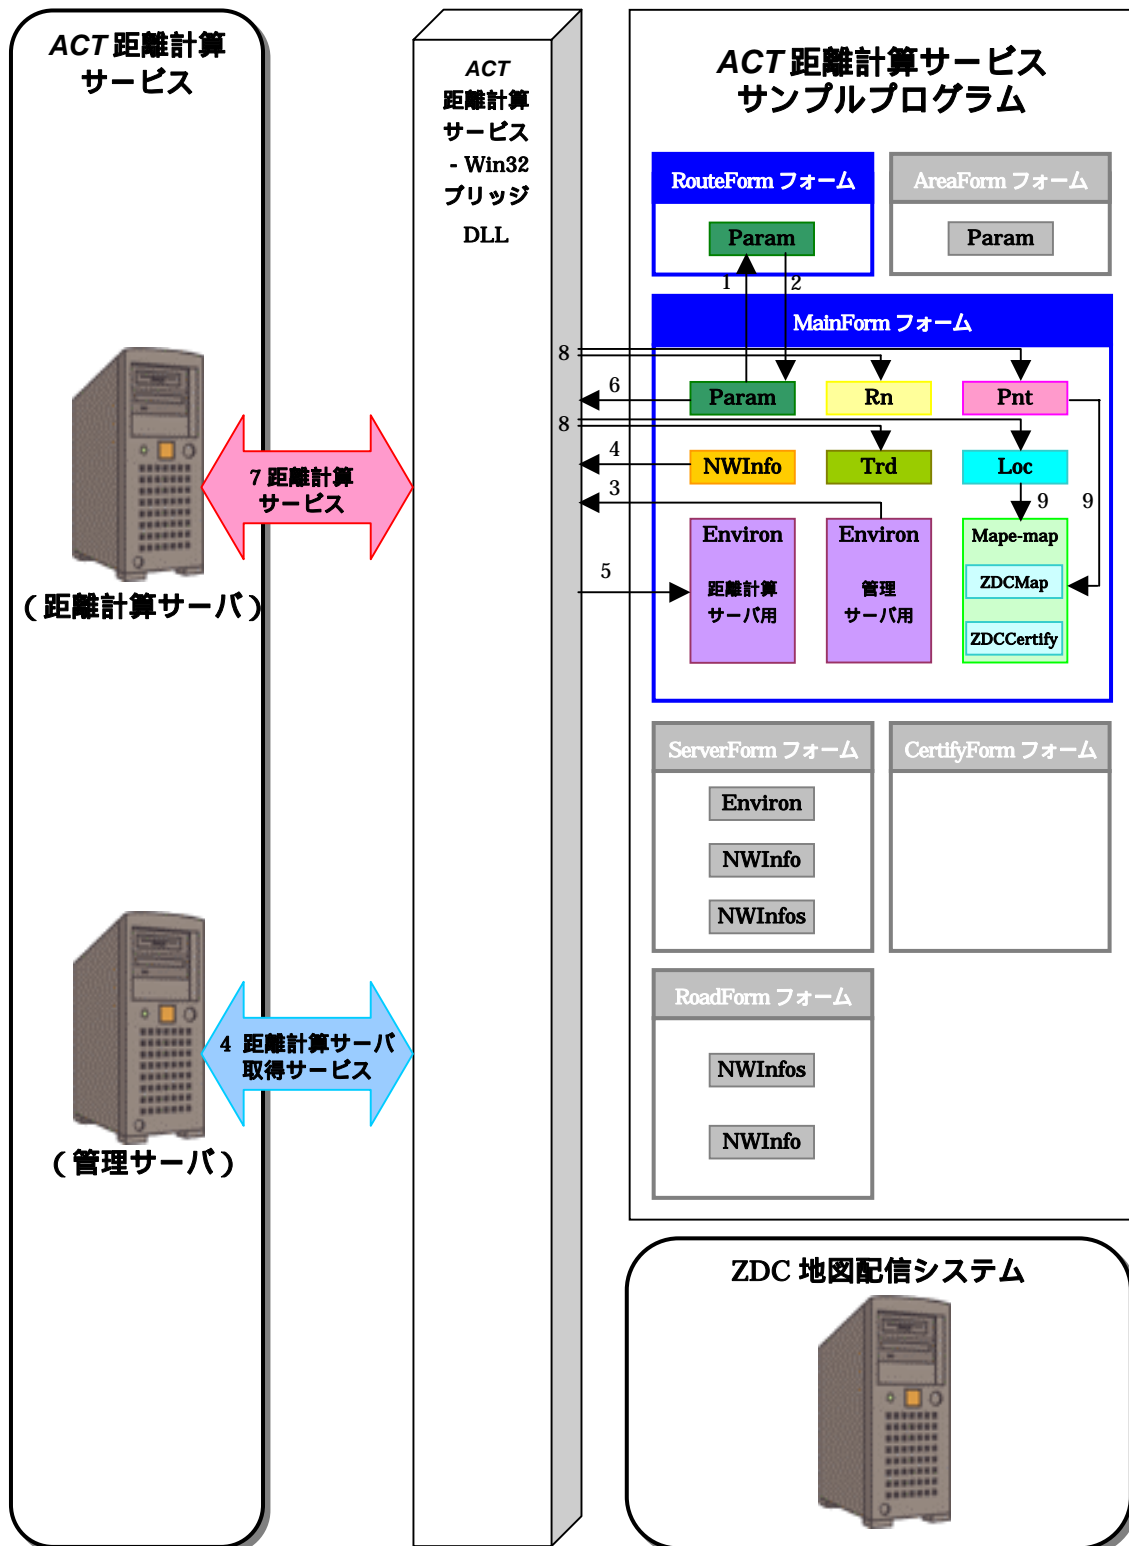 ACT 距離計算
サービス
(距離計算サーバ)
(管理サーバ)
7 距離計算
サービス
4 距離計算サーバ
取得サービス
ACT
距離計算
サービス
- Win32
ブリッジ
DLL
ACT 距離計算サービス
サンプルプログラム
RouteForm フォーム
Param
AreaForm フォーム
Param
1
2
MainForm フォーム
8
6
Param
Rn
Pnt
8
4
NWInfo
Trd
Loc
3
9
9
5
Environ
距離計算
サーバ用
Environ
管理
サーバ用
Mape-map
ZDCMap
ZDCCertify
ServerForm フォーム
Environ
NWInfo
NWInfos
CertifyForm フォーム
RoadForm フォーム
NWInfos
NWInfo
ZDC 地図配信システム